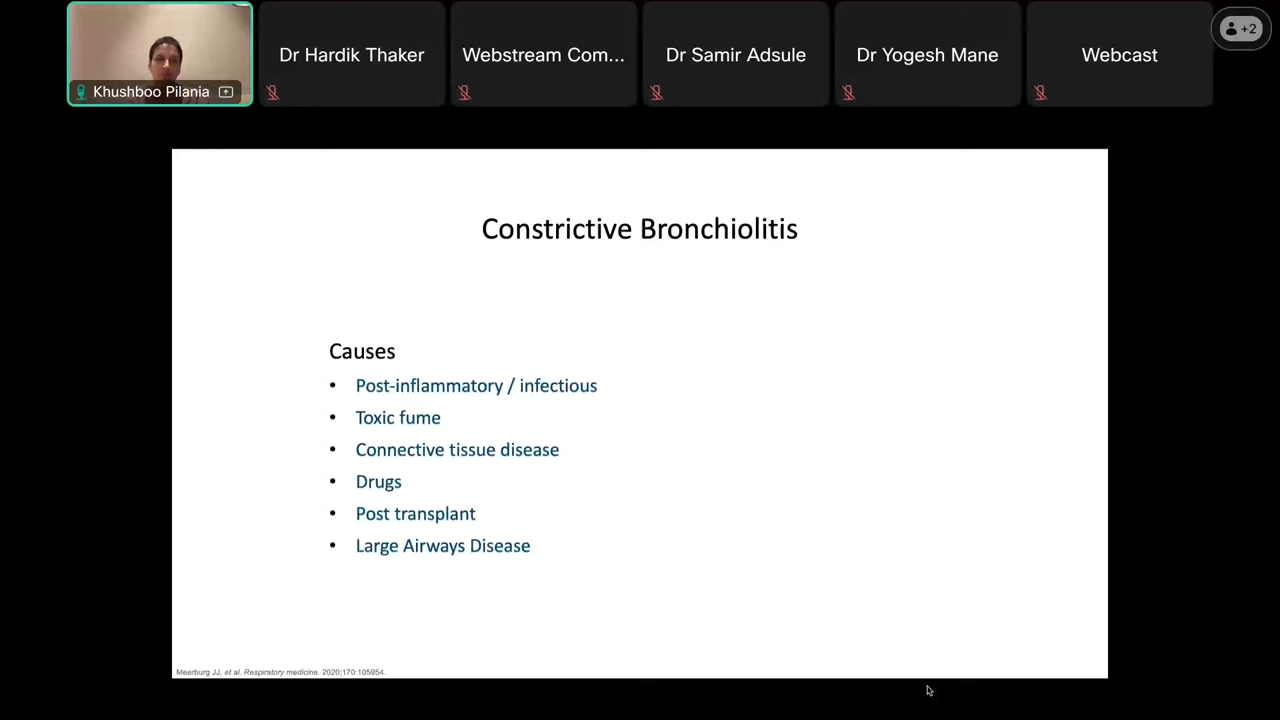 Khushboo Pilania
Dr Hardik Thaker
Webstream Com...
Dr Samir Adsule
Dr Yogesh Mane
Webcast
+2
Constrictive Bronchiolitis
Causes
• Post-inflammatory / infectious
• Toxic fume
• Connective tissue disease
• Drugs
• Post transplant
• Large Airways Disease
Meerburg JJ, et al. Respiratory medicine. 2020;170:105954.